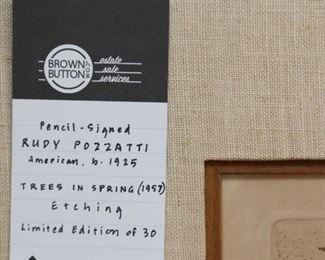 BROWN
BUTTON
estate
sale
services
Pencil-Signed
RUDY POZZATTI
American, b. 1925
TREES IN SPRING (1957)
Etching
Limited Edition of 30